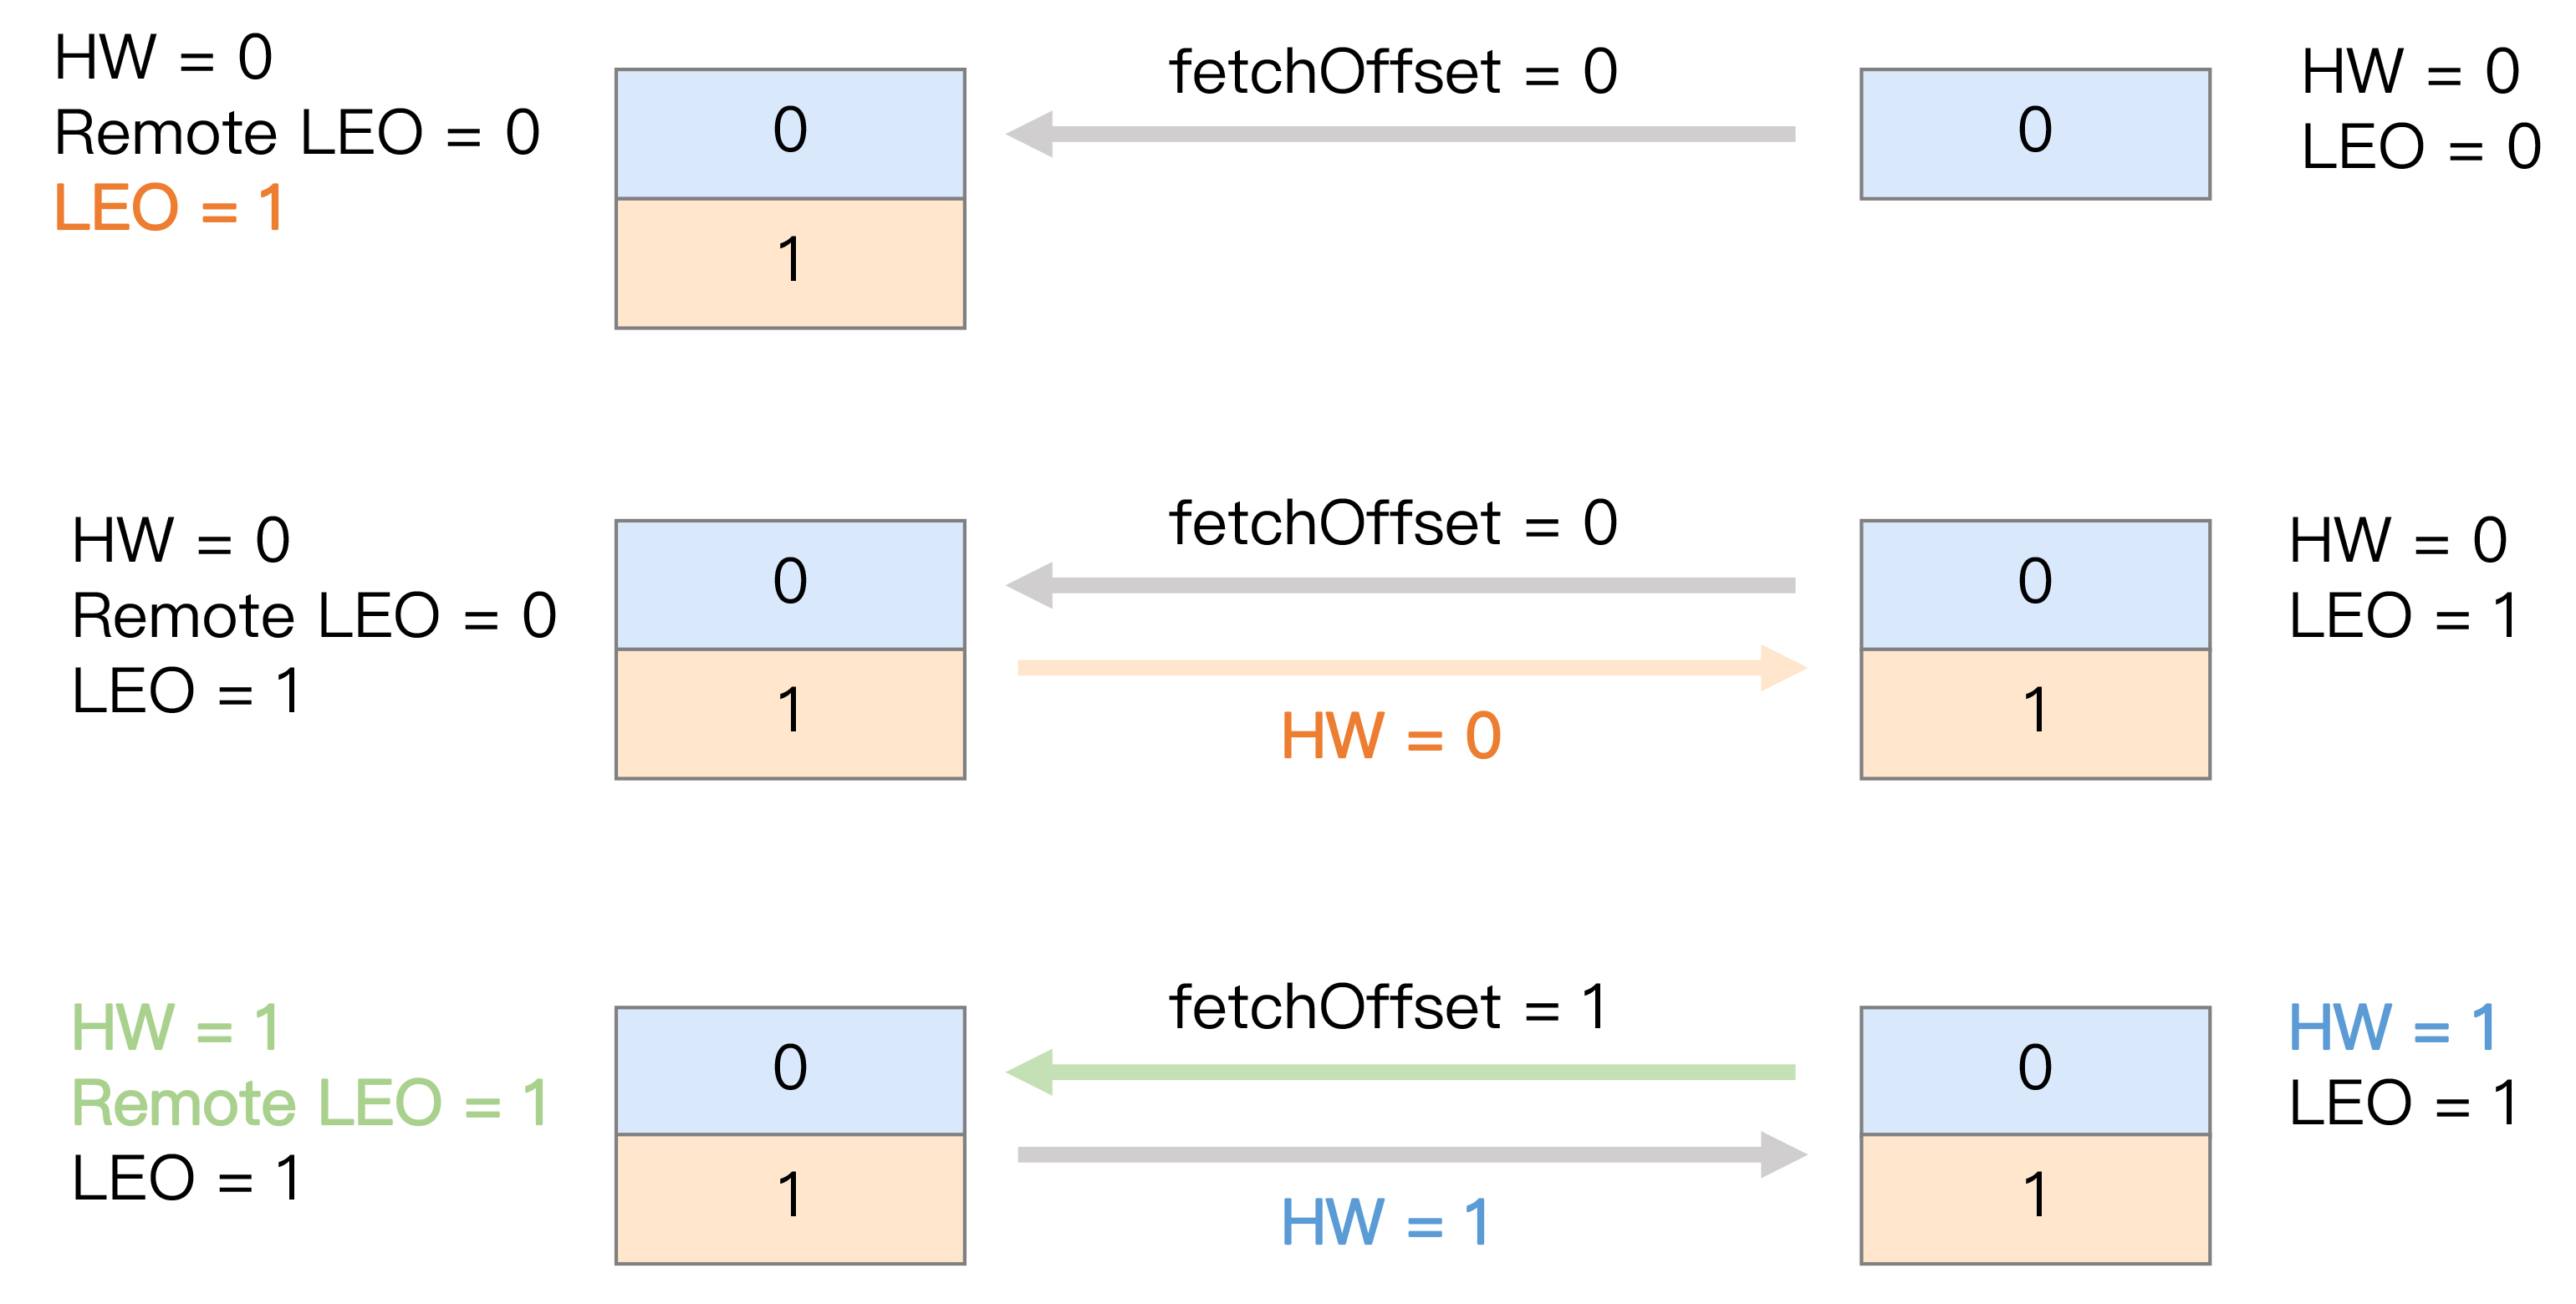 HW = 0
Remote LEO = 0
LEO = 1
0
1
fetchOffset = 0
0
HW = 0
LEO = 0
HW = 0
Remote LEO = 0
LEO = 1
0
1
fetchOffset = 0
HW = 0
0
1
HW = 0
LEO = 1
HW = 1
Remote LEO = 1
LEO = 1
0
1
fetchOffset = 1
HW = 1
0
1
HW = 1
LEO = 1